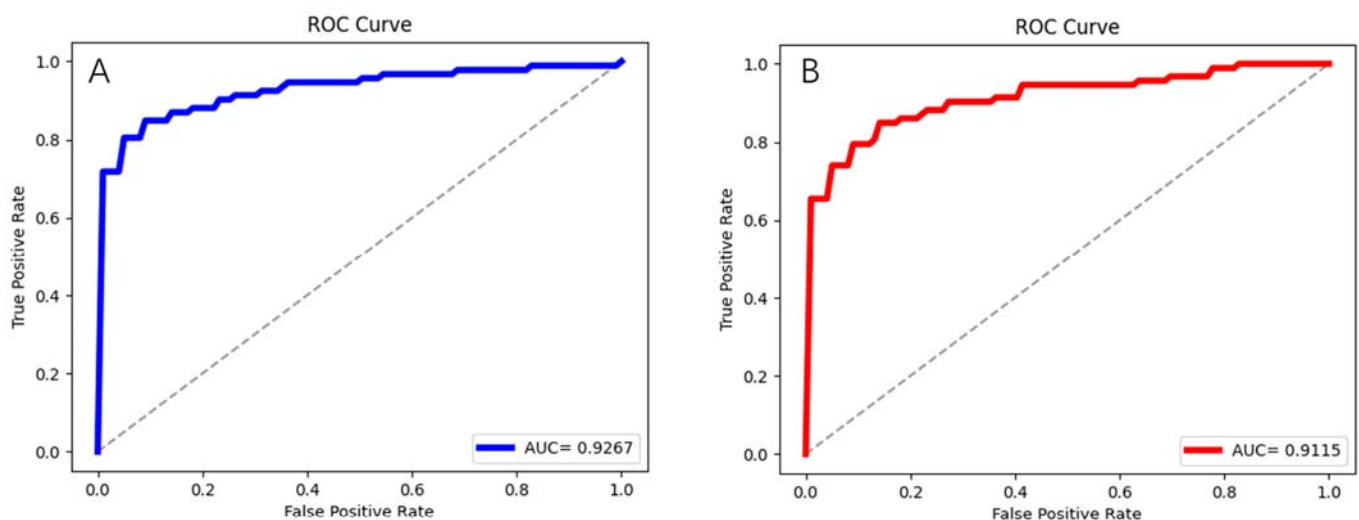 ROC Curve
A
1.0
0.8
0.6
0.4
0.2
0.0
True Positive Rate
AUC= 0.9267
0.0 0.2 0.4 0.6 0.8 1.0
False Positive Rate
ROC Curve
B
1.0
0.8
0.6
0.4
0.2
0.0
True Positive Rate
AUC= 0.9115
0.0 0.2 0.4 0.6 0.8 1.0
False Positive Rate